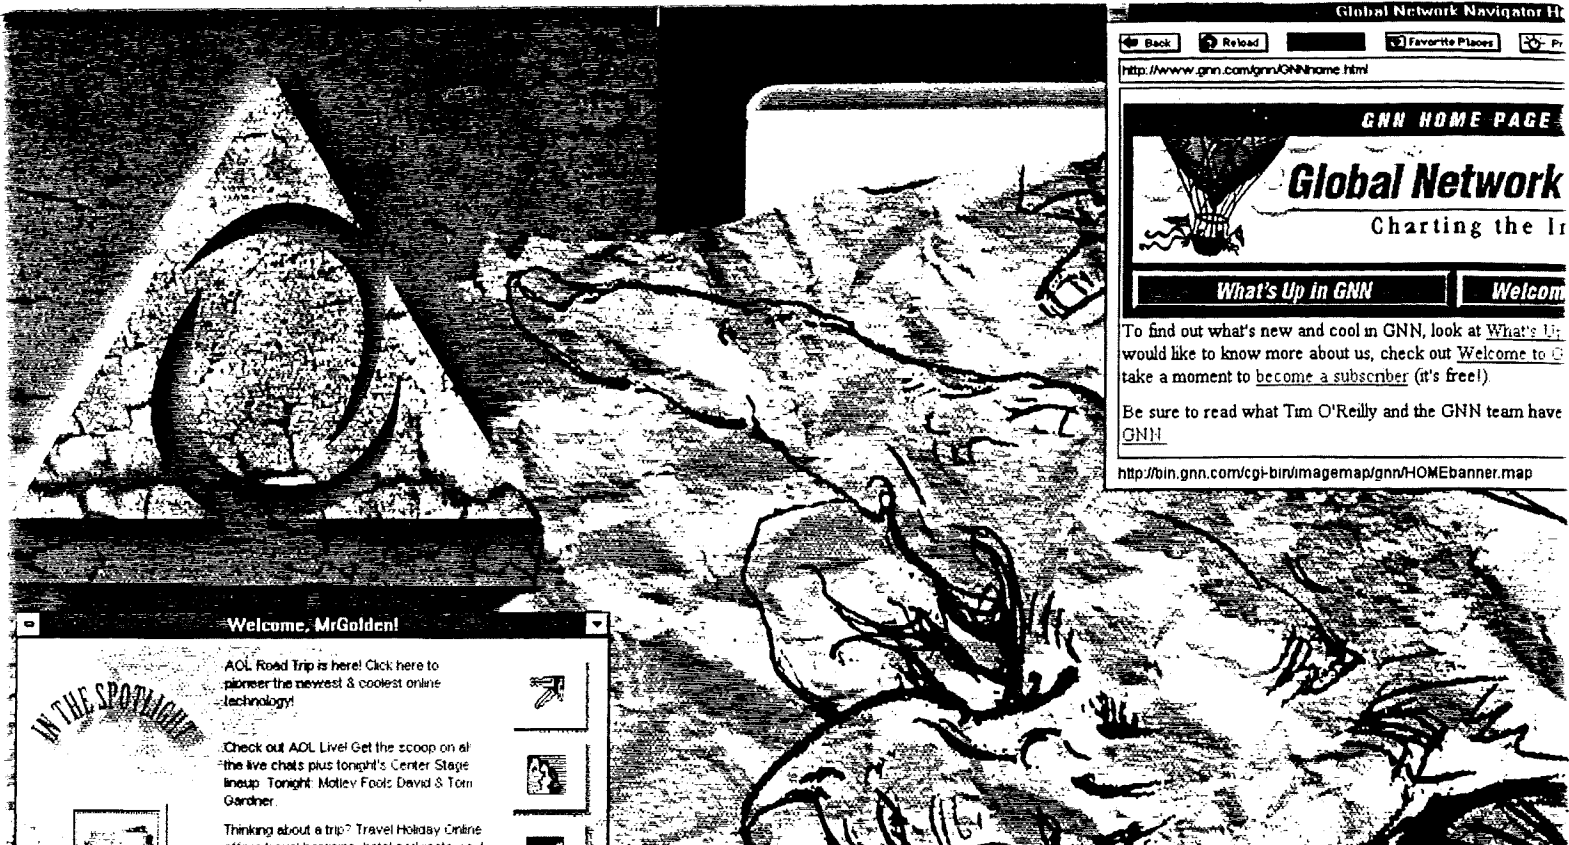 Global Network Navigator
Back
Reload
Favorite Places
http://www.gnn.com/gnn/GNNhome.html
GNN HOME PAGE
Global Network
Charting the
What's Up in GNN
Welcom
To find out what's new and cool in GNN, look at What's
would like to know more about us, check out Welcome to
take a moment to become a subscriber (it's free!)
Be sure to read what Tim O'Reilly and the GNN team have
GNN
http://bin.gnn.com/cgi-bin/imagemap/gnn/HOMEbanner.map
Welcome, MrGolden!
IN THE SPOTLIGHT
AOL Road Trip is here! Click here to
pioneer the newest & coolest online
technology!
Check out AOL Live! Get the scoop on all
the live chats plus tonight's Center Stage
lineup. Tonight: Motley Fools David & Tom
Gardner.
Thinking about a trip? Travel Holiday Online